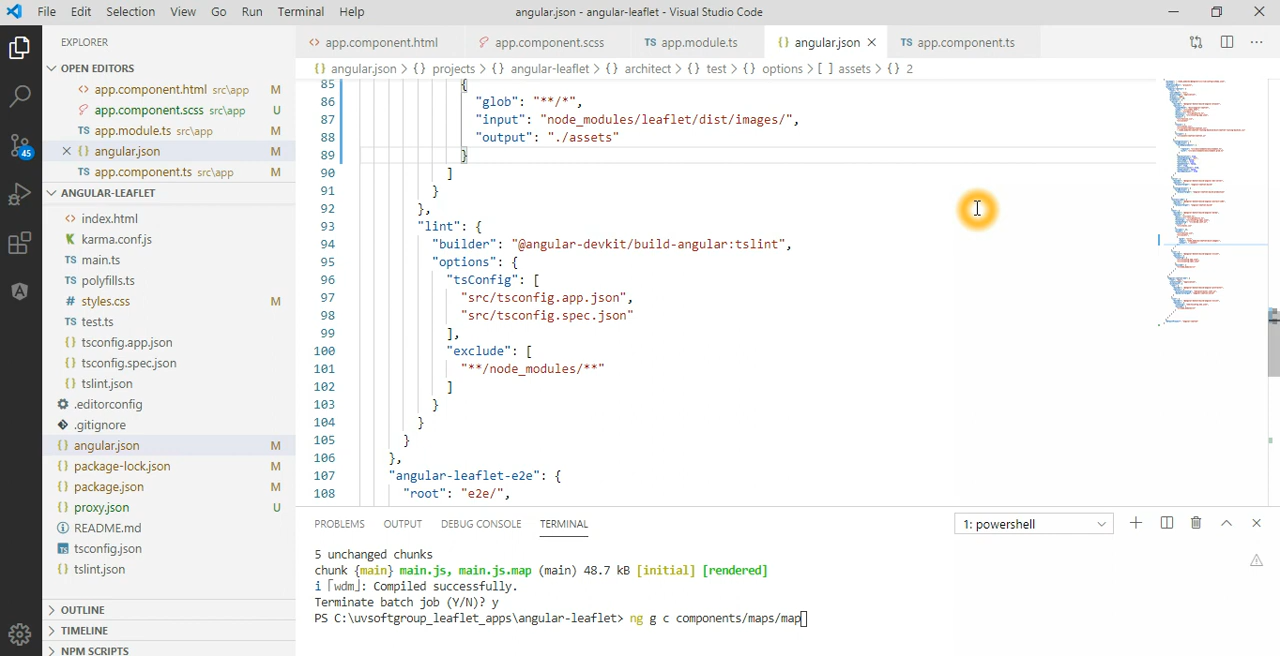 File Edit Selection View Go Run Terminal Help angular.json - angular-leaflet - Visual Studio Code
EXPLORER
OPEN EDITORS
app.component.html src\app M
app.component.scss src\app U
TS app.module.ts src\app M
{} angular.json M
TS app.component.ts src\app M
ANGULAR-LEAFLET
index.html
karma.conf.js
TS main.ts
TS polyfills.ts
# styles.css M
TS test.ts
{} tsconfig.app.json
{} tsconfig.spec.json
{} tslint.json
.editorconfig
.gitignore
{} angular.json M
{} package-lock.json M
{} package.json M
{} proxy.json U
README.md
tsconfig.json
{} tslint.json
OUTLINE
TIMELINE
NPM SCRIPTS
45
app.component.html app.component.scss TS app.module.ts {} angular.json TS app.component.ts
{} angular.json > {} projects > {} angular-leaflet > {} architect > {} test > {} options > [ ] assets > {} 2
85 {
86 "glob": "**/*",
87 "input": "node_modules/leaflet/dist/images/",
88 "output": "./assets"
89 }
90 ]
91 }
92 },
93 "lint": {
94 "builder": "@angular-devkit/build-angular:tslint",
95 "options": {
96 "tsConfig": [
97 "src/tsconfig.app.json",
98 "src/tsconfig.spec.json"
99 ],
100 "exclude": [
101 "**/node_modules/**"
102 ]
103 }
104 }
105 }
106 },
107 "angular-leaflet-e2e": {
108 "root": "e2e/",
PROBLEMS OUTPUT DEBUG CONSOLE TERMINAL 1: powershell
5 unchanged chunks
chunk {main} main.js, main.js.map (main) 48.7 kB [initial] [rendered]
i ｢wdm｣: Compiled successfully.
Terminate batch job (Y/N)? y
PS C:\uvsoftgroup_leaflet_apps\angular-leaflet> ng g c components/maps/map